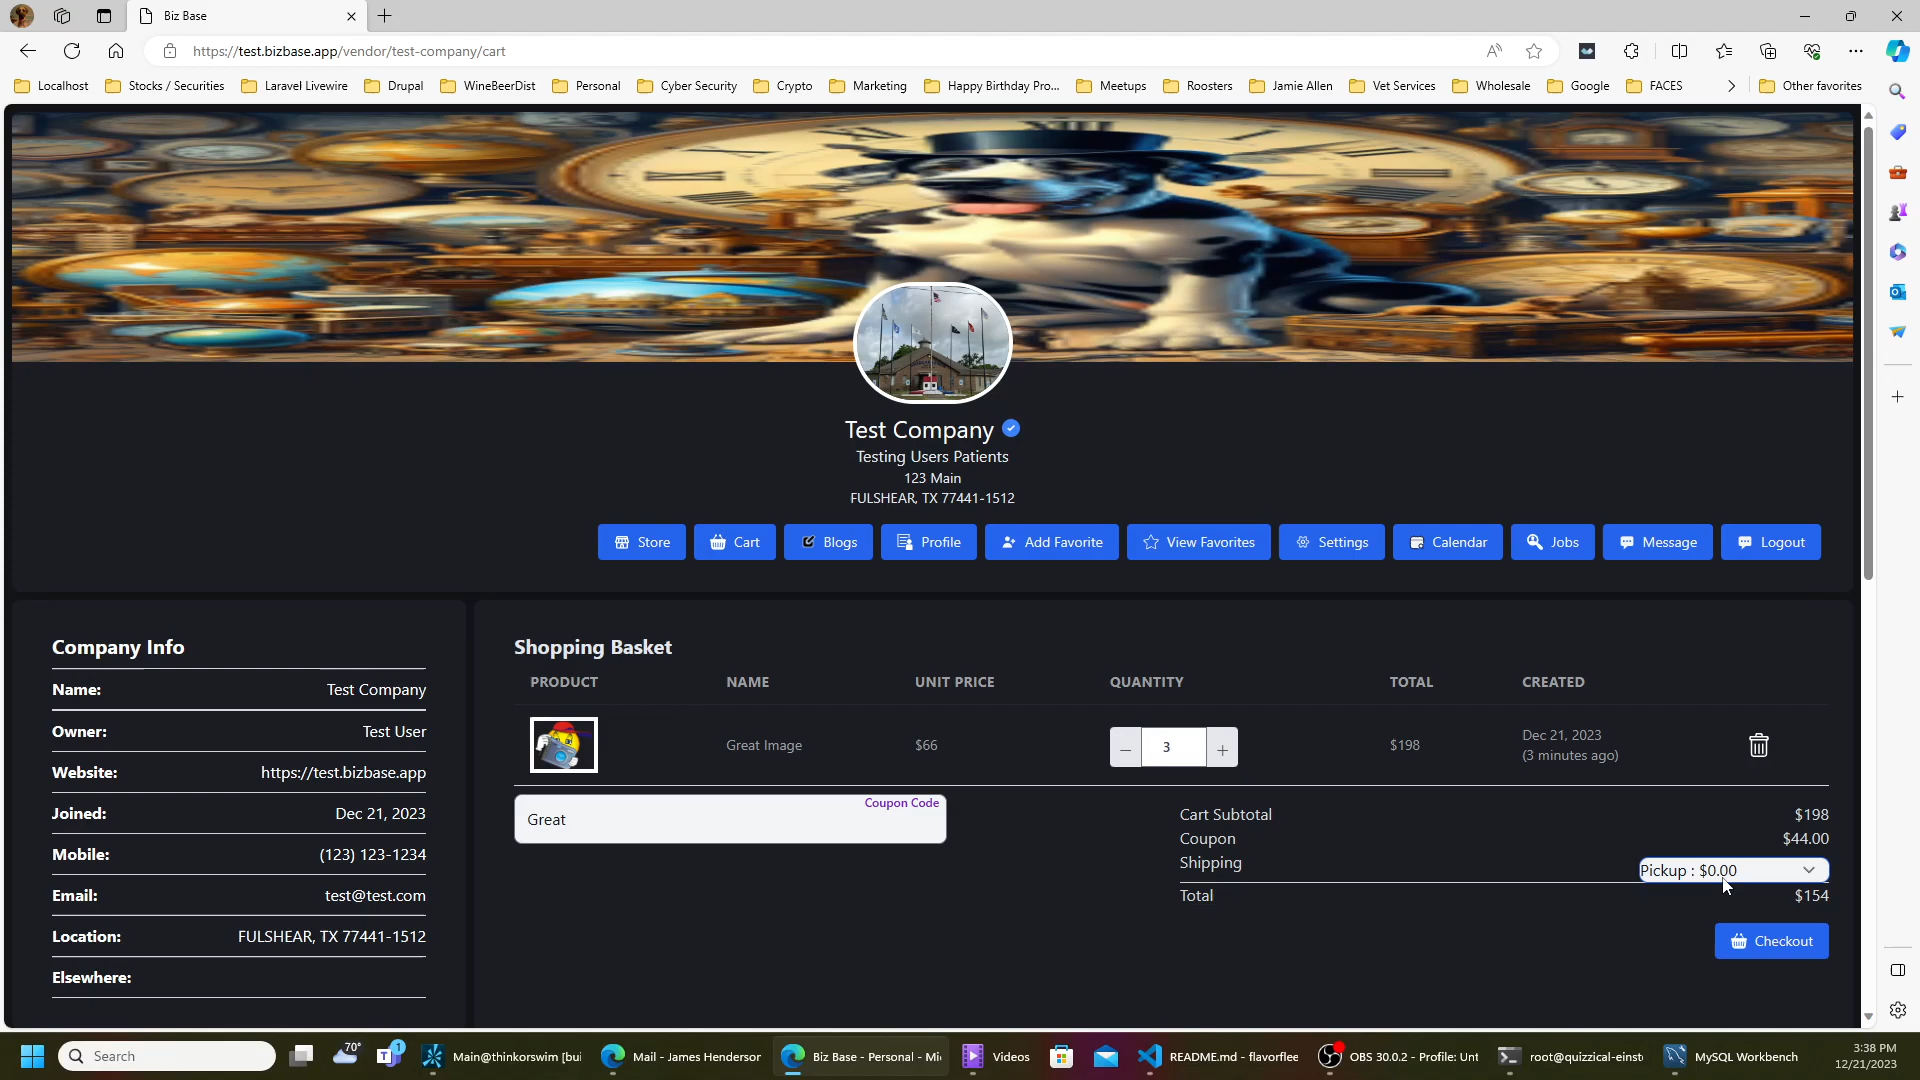 Biz Base
https://test.bizbase.app/vendor/test-company/cart
Localhost
Stocks / Securities
Laravel Livewire
Drupal
WineBeerDist
Personal
Cyber Security
Crypto
Marketing
Happy Birthday Pro...
Meetups
Roosters
Jamie Allen
Vet Services
Wholesale
Google
FACES
Other favorites
Test Company
Testing Users Patients
123 Main
FULSHEAR, TX 77441-1512
Store
Cart
Blogs
Profile
Add Favorite
View Favorites
Settings
Calendar
Jobs
Message
Logout
Company Info
Name: Test Company
Owner: Test User
Website: https://test.bizbase.app
Joined: Dec 21, 2023
Mobile: (123) 123-1234
Email: test@test.com
Location: FULSHEAR, TX 77441-1512
Elsewhere:
Shopping Basket
PRODUCT NAME UNIT PRICE QUANTITY TOTAL CREATED
Great Image $66 3 $198 Dec 21, 2023
(3 minutes ago)
Coupon Code
Great
Cart Subtotal $198
Coupon $44.00
Shipping Pickup : $0.00
Total $154
Checkout
Search
70°
1
Main@thinkorswim [bui
Mail - James Henderson
Biz Base - Personal - Mi
Videos
README.md - flavorflee
OBS 30.0.2 - Profile: Unt
root@quizzical-einst
MySQL Workbench
3:38 PM
12/21/2023